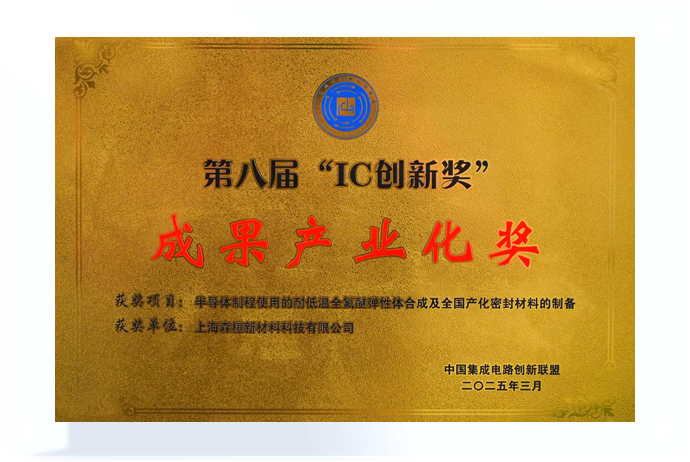 第八届“IC创新奖”
成果产业化奖
获奖项目：半导体制程使用的耐低温全氟醚弹性体合成及全国产化密封材料的制备
获奖单位：上海森桓新材料科技有限公司
中国集成电路创新联盟
二〇二五年三月